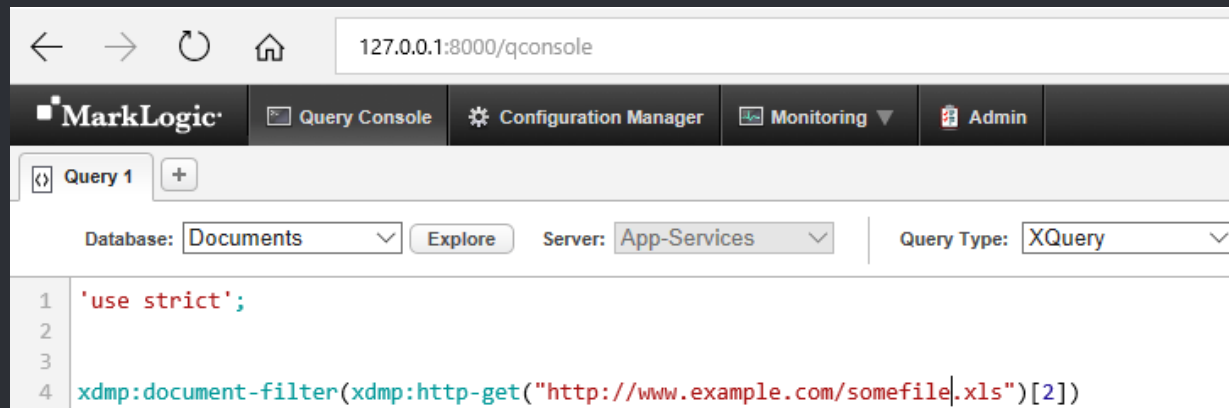 127.0.0.1:8000/qconsole
MarkLogic Query Console Configuration Manager Monitoring Admin
Query 1 +
Database: Documents Explore Server: App-Services Query Type: XQuery
1 'use strict';
2
3
4 xdmp:document-filter(xdmp:http-get("http://www.example.com/somefile.xls")[2])